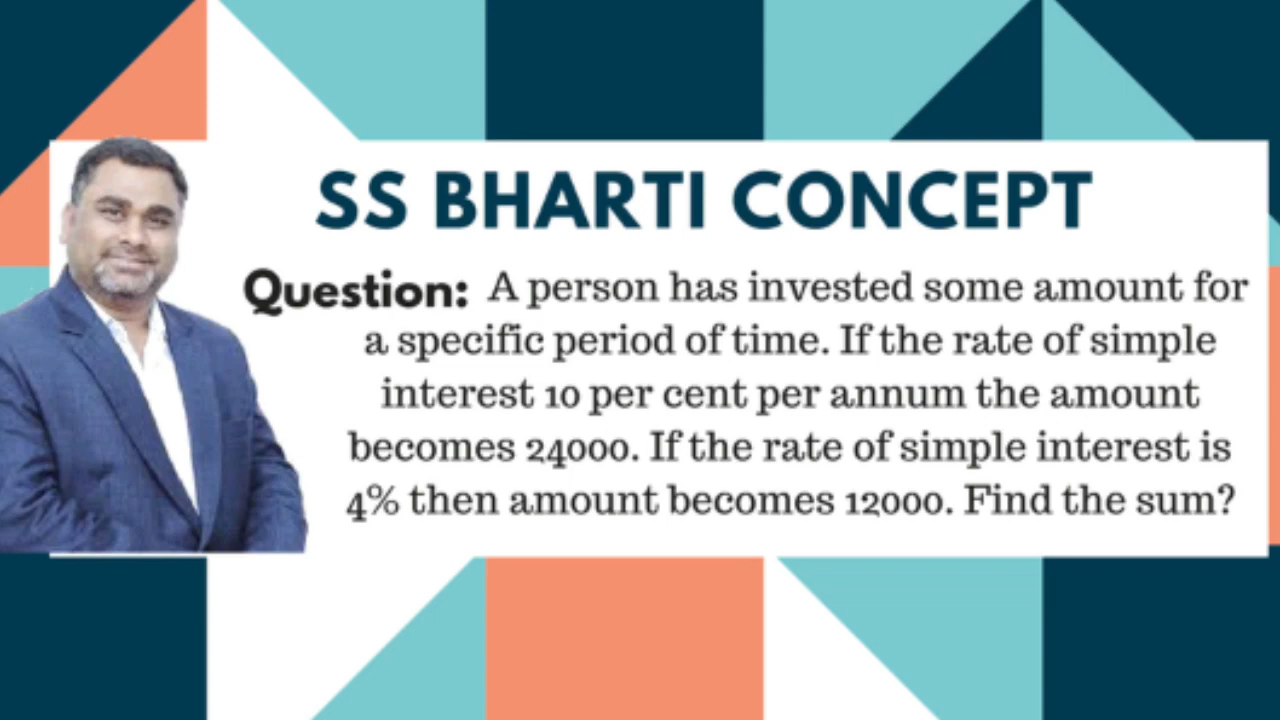 SS BHARTI CONCEPT
Question: A person has invested some amount for
a specific period of time. If the rate of simple
interest 10 per cent per annum the amount
becomes 24000. If the rate of simple interest is
4% then amount becomes 12000. Find the sum?